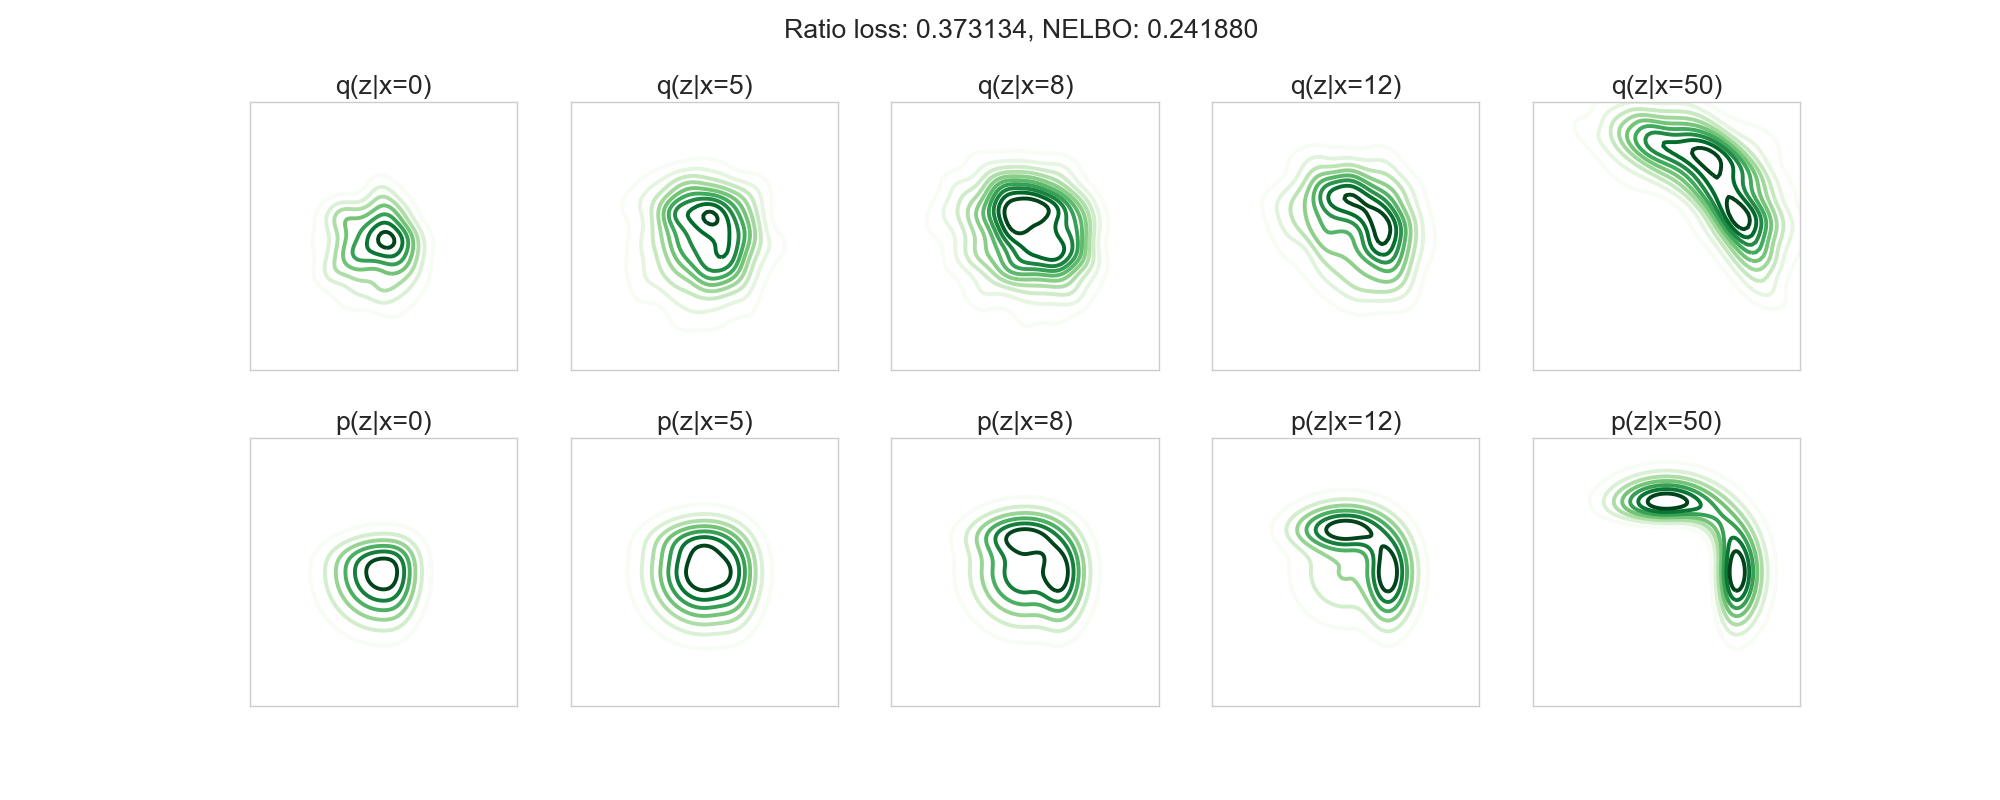 Ratio loss: 0.373134, NELBO: 0.241880
q(z|x=0) q(z|x=5) q(z|x=8) q(z|x=12) q(z|x=50)
p(z|x=0) p(z|x=5) p(z|x=8) p(z|x=12) p(z|x=50)